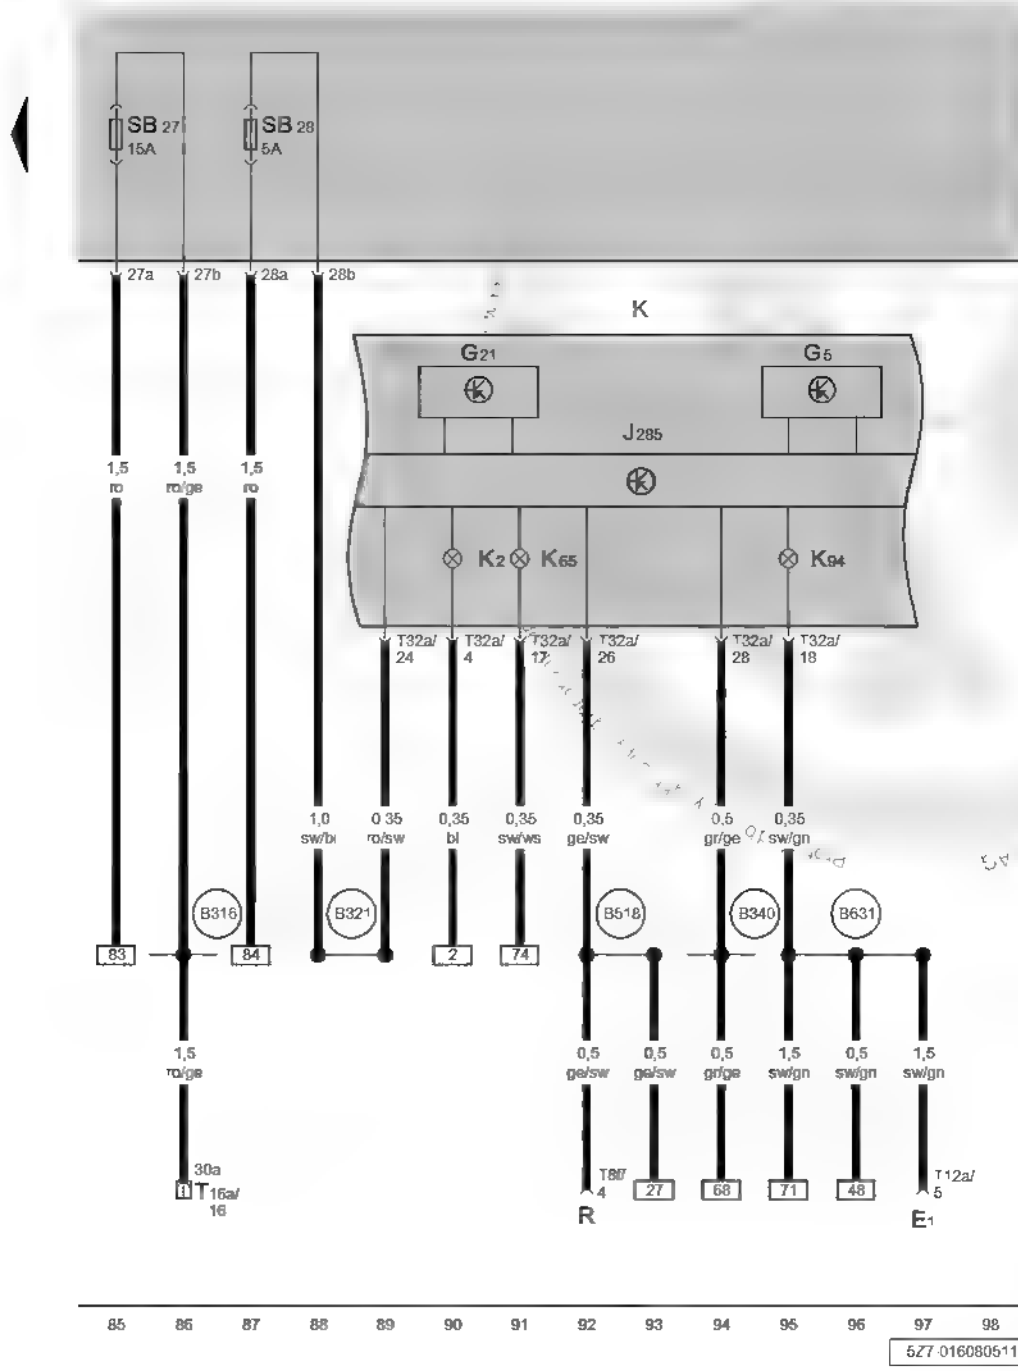 SB 27
15A
SB 28
5A
27a 27b 28a 28b
K
G21 G5
J285
1,5 1,5 1,5
ro ro/ge ro
K2 K65 K94
T32a/ T32a/ T32a/ T32a/ T32a/ T32a/
24 4 17 26 28 18
1,0 0,35 0,35 0,35 0,35 0,5 0,35
sw/bl ro/sw bl sw/ws ge/sw gr/ge sw/gn
B316 B321 B518 B340 B631
83 84 2 74
1,5 0,5 0,5 0,5 1,5 0,5 1,5
ro/ge ge/sw ge/sw gr/ge sw/gn sw/gn sw/gn
30a T8f/ T12a/
1 T16a/ 4 27 68 71 48 5
16
R E1
85 86 87 88 89 90 91 92 93 94 95 96 97 98
5Z7-016080511